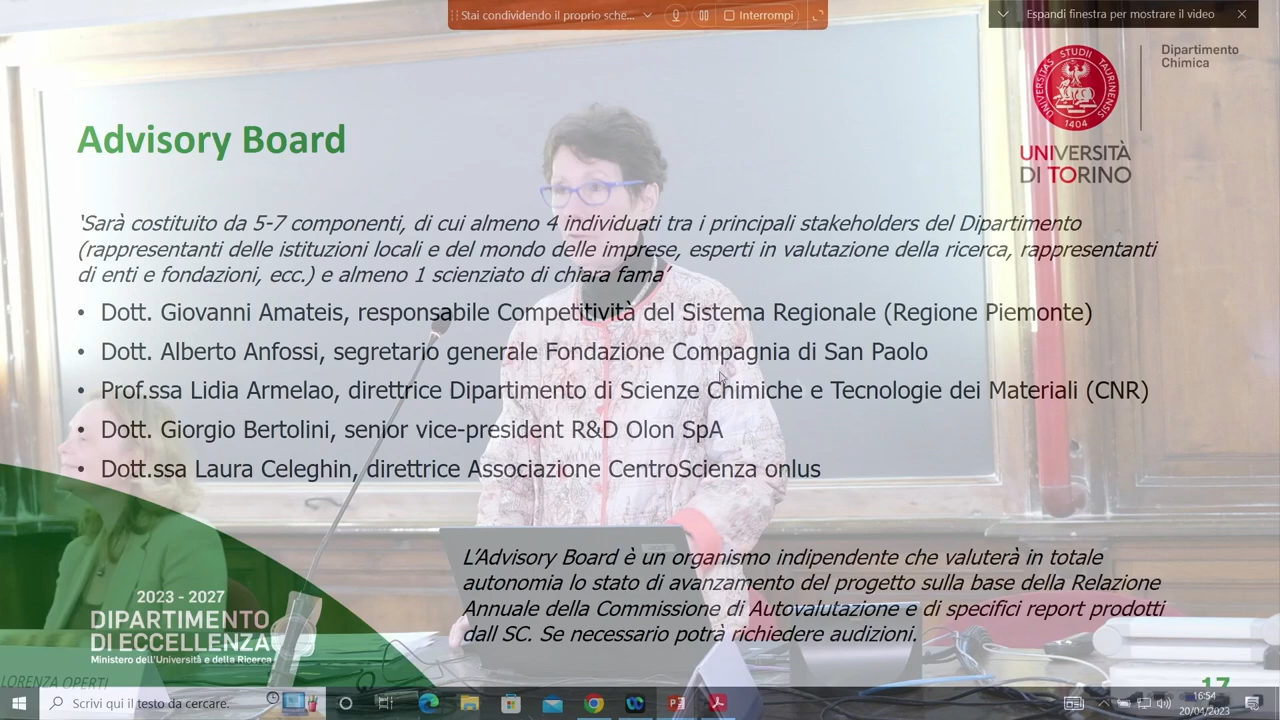 Stai condividendo il proprio sche...
Interrompi
Espandi finestra per mostrare il video
UNIVERSITAS STUDII TAURINENSIS
1404
Dipartimento
Chimica
UNIVERSITÀ
DI TORINO
Advisory Board
'Sarà costituito da 5-7 componenti, di cui almeno 4 individuati tra i principali stakeholders del Dipartimento
(rappresentanti delle istituzioni locali e del mondo delle imprese, esperti in valutazione della ricerca, rappresentanti
di enti e fondazioni, ecc.) e almeno 1 scienziato di chiara fama'
• Dott. Giovanni Amateis, responsabile Competitività del Sistema Regionale (Regione Piemonte)
• Dott. Alberto Anfossi, segretario generale Fondazione Compagnia di San Paolo
• Prof.ssa Lidia Armelao, direttrice Dipartimento di Scienze Chimiche e Tecnologie dei Materiali (CNR)
• Dott. Giorgio Bertolini, senior vice-president R&D Olon SpA
• Dott.ssa Laura Celeghin, direttrice Associazione CentroScienza onlus
L'Advisory Board è un organismo indipendente che valuterà in totale
autonomia lo stato di avanzamento del progetto sulla base della Relazione
Annuale della Commissione di Autovalutazione e di specifici report prodotti
dall SC. Se necessario potrà richiedere audizioni.
2023 - 2027
DIPARTIMENTO
DI ECCELLENZA
Ministero dell'Università e della Ricerca
LORENZA OPERTI
17
Scrivi qui il testo da cercare.
16:54
20/04/2023